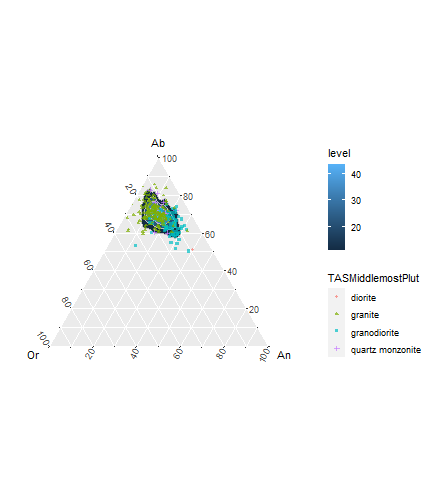 Ab
100
20
80
40
60
60
40
80
20
100
Or
An
20
40
60
80
100
level
40
30
20
TASMiddlemostPlut
diorite
granite
granodiorite
quartz monzonite